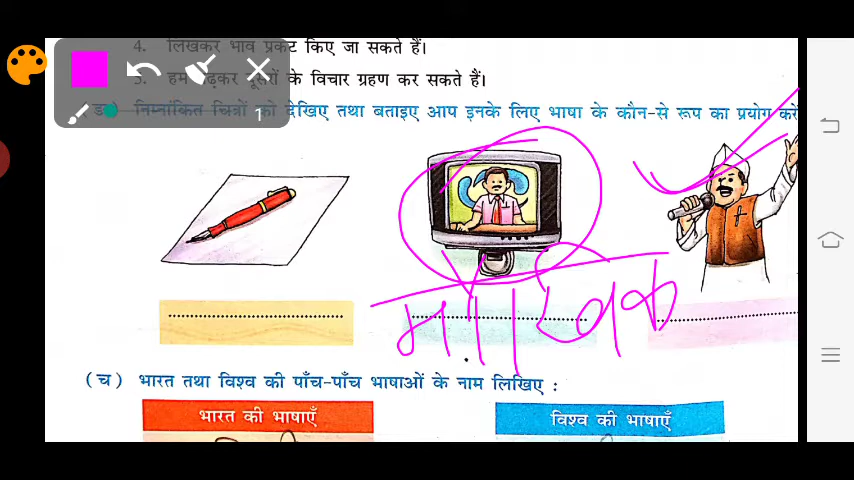 4. लिखकर भाव प्रकट किए जा सकते हैं।
हम पढ़कर दूसरों के विचार ग्रहण कर सकते हैं।
निम्नांकित चित्रों को देखिए तथा बताइए आप इनके लिए भाषा के कौन-से रूप का प्रयोग करे
1
मौखिक
(च) भारत तथा विश्व की पाँच-पाँच भाषाओं के नाम लिखिए :
भारत की भाषाएँ
विश्व की भाषाएँ